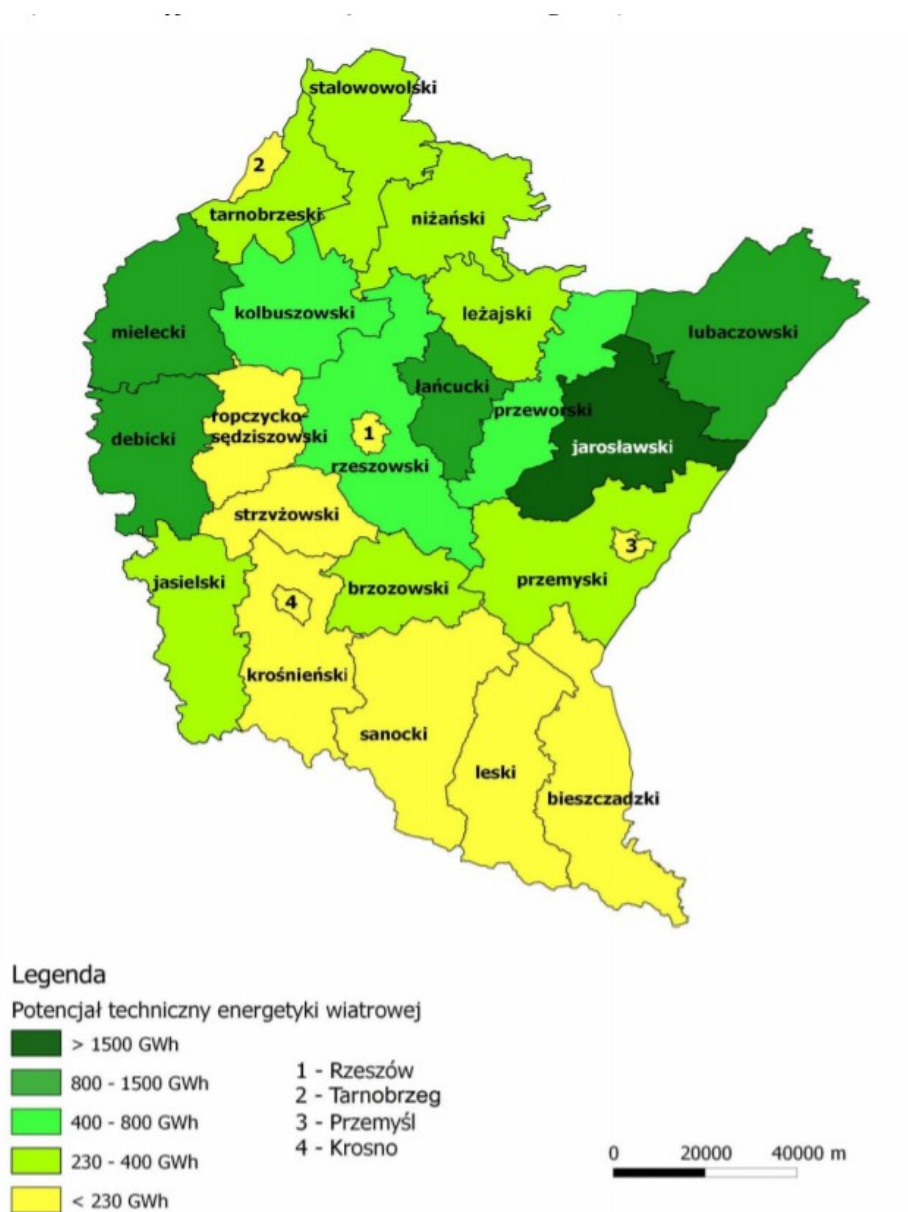 stalowowolski
2
tarnobrzeski
niżański
kolbuszowski
leżajski
mielecki
lubaczowski
łańcucki
ropczycko-
sędziszowski
przeworski
debicki
1
jarosławski
rzeszowski
strzvżowski
3
jasielski
brzozowski
przemyski
4
krośnieński
sanocki
leski
bieszczadzki
Legenda
Potencjał techniczny energetyki wiatrowej
> 1500 GWh
800 - 1500 GWh
400 - 800 GWh
230 - 400 GWh
< 230 GWh
1 - Rzeszów
2 - Tarnobrzeg
3 - Przemyśl
4 - Krosno
0 20000 40000 m